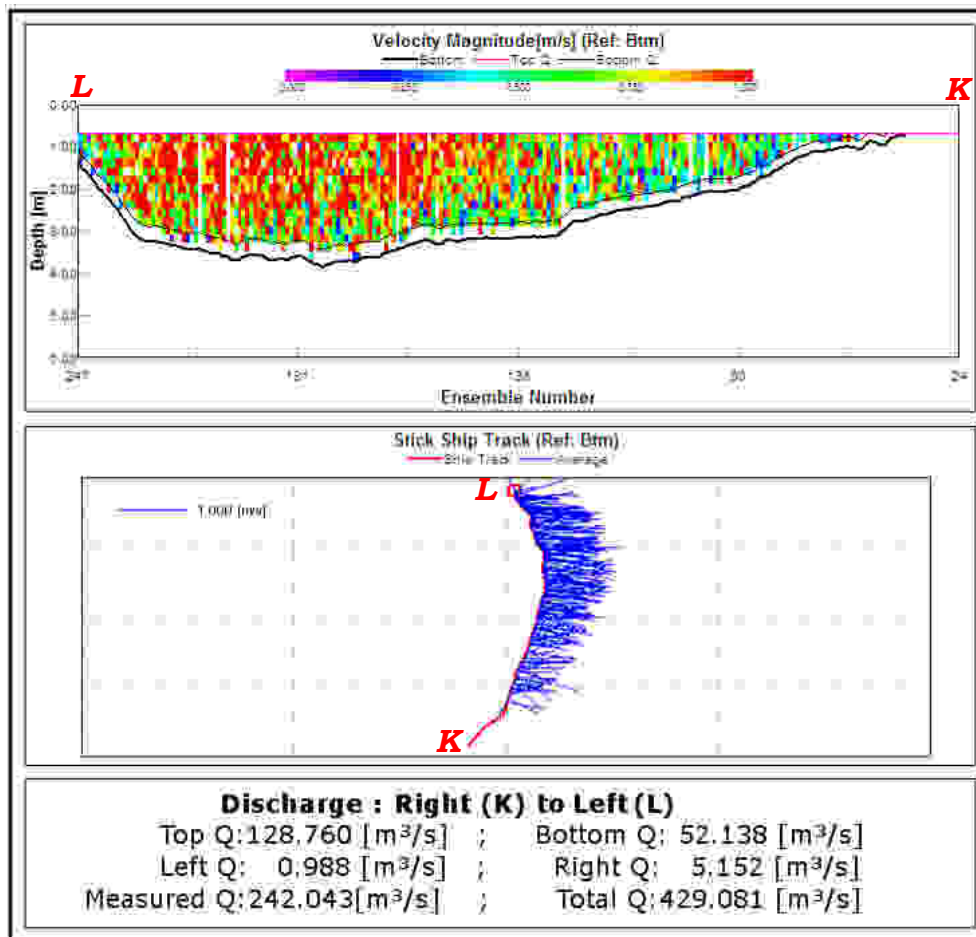 Velocity Magnitude[m/s] (Ref: Btm)
Bottom Top Q Bottom Q
L K
Depth [m]
Ensemble Number
Stick Ship Track (Ref: Btm)
Ship Track Average
L
1.000 [m/s]
K
Discharge : Right (K) to Left (L)
Top Q:128.760 [m³/s] ; Bottom Q: 52.138 [m³/s]
Left Q: 0.988 [m³/s] ; Right Q: 5.152 [m³/s]
Measured Q:242.043[m³/s] ; Total Q:429.081 [m³/s]